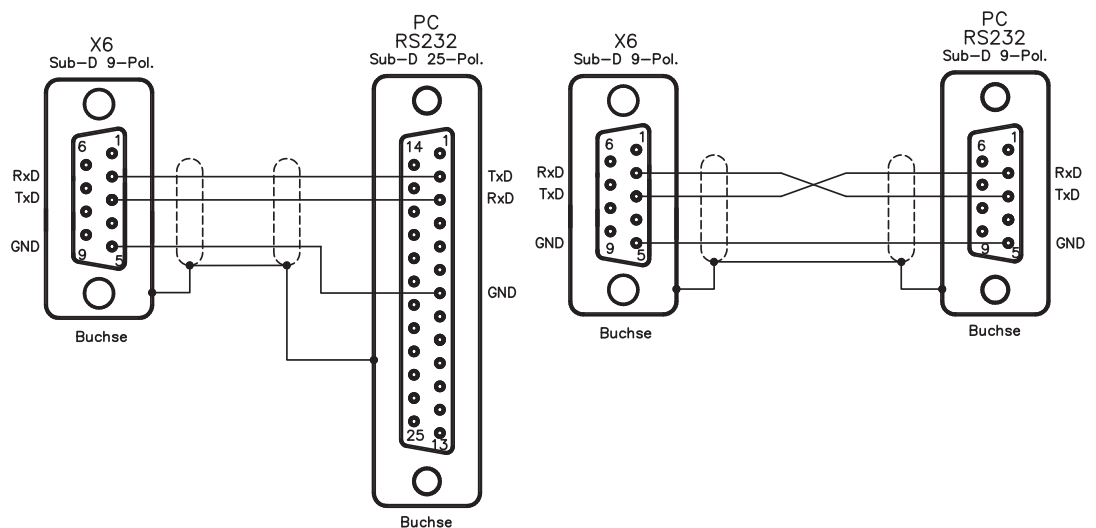 X6
Sub-D 9-Pol.
6
1
RxD
TxD
GND
9
5
Buchse
PC
RS232
Sub-D 25-Pol.
14
1
TxD
RxD
GND
25
13
Buchse
X6
Sub-D 9-Pol.
6
1
RxD
TxD
GND
9
5
Buchse
PC
RS232
Sub-D 9-Pol.
6
1
RxD
TxD
GND
9
5
Buchse